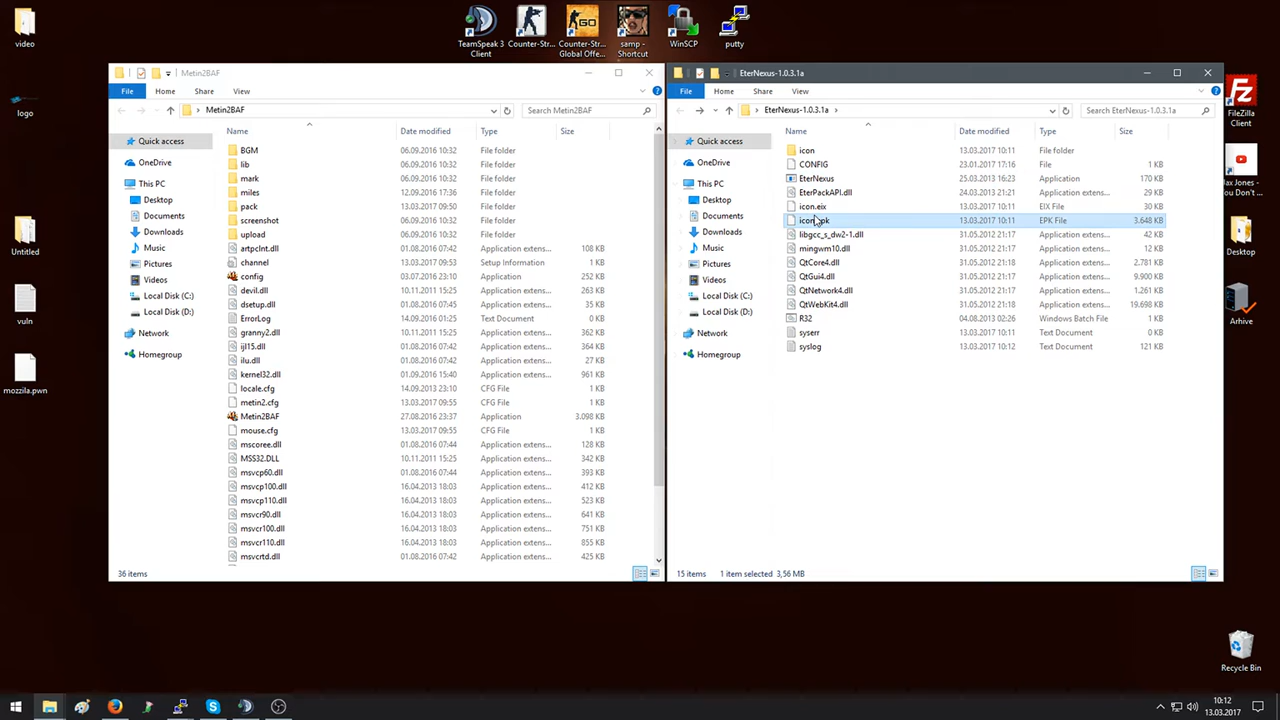 video
logo
Untitled
vuln
mozzila.pwn
TeamSpeak 3
Client
Counter-Str...
Counter-Str...
Global Offe...
samp -
Shortcut
WinSCP
putty
FileZilla
Client
You Don't...
Desktop
Arhive
Recycle Bin
Metin2BAF
File
Home
Share
View
Metin2BAF
Search Metin2BAF
Quick access
OneDrive
This PC
Desktop
Documents
Downloads
Music
Pictures
Videos
Local Disk (C:)
Local Disk (D:)
Network
Homegroup
Name Date modified Type Size
BGM 06.09.2016 10:32 File folder
lib 06.09.2016 10:32 File folder
mark 06.09.2016 10:32 File folder
miles 12.09.2016 17:36 File folder
pack 06.09.2016 10:32 File folder
screenshot 06.09.2016 10:32 File folder
upload 06.09.2016 10:32 File folder
artpclnt.dll 01.08.2016 07:44 Application extens... 108 KB
channel 13.03.2017 09:53 Setup Information 1 KB
config 03.07.2016 23:10 Application 252 KB
devil.dll 10.11.2011 15:25 Application extens... 263 KB
dsetup.dll 01.08.2016 07:42 Application extens... 35 KB
ErrorLog 14.09.2016 01:25 Text Document 0 KB
granny2.dll 10.11.2011 15:25 Application extens... 362 KB
ijl15.dll 01.08.2016 07:44 Application extens... 364 KB
ilu.dll 01.08.2016 07:42 Application extens... 27 KB
kernel32.dll 01.09.2016 15:40 Application extens... 961 KB
locale.cfg 14.09.2013 23:10 CFG File 1 KB
metin2.cfg 13.03.2017 09:55 CFG File 1 KB
Metin2BAF 27.08.2016 23:37 Application 3.098 KB
mouse.cfg 13.03.2017 09:55 CFG File 1 KB
mscoree.dll 01.08.2016 07:44 Application extens... 128 KB
MSS32.DLL 10.11.2011 15:25 Application extens... 342 KB
msvcp60.dll 01.08.2016 07:42 Application extens... 393 KB
msvcp100.dll 16.04.2013 18:03 Application extens... 412 KB
msvcp110.dll 16.04.2013 18:03 Application extens... 523 KB
msvcr90.dll 16.04.2013 18:03 Application extens... 641 KB
msvcr100.dll 16.04.2013 18:03 Application extens... 751 KB
msvcr110.dll 16.04.2013 18:03 Application extens... 855 KB
msvcrtd.dll 01.08.2016 07:42 Application extens... 425 KB
36 items
EterNexus-1.0.3.1a
File
Home
Share
View
EterNexus-1.0.3.1a
Search EterNexus-1.0.3.1a
Quick access
OneDrive
This PC
Desktop
Documents
Downloads
Music
Pictures
Videos
Local Disk (C:)
Local Disk (D:)
Network
Homegroup
Name Date modified Type Size
icon 13.03.2017 10:11 File folder
CONFIG 23.01.2017 17:16 File 1 KB
EterNexus 25.03.2013 16:23 Application 170 KB
EterPackAPI.dll 24.03.2013 21:21 Application extens... 29 KB
icon.eix 13.03.2017 10:11 EIX File 30 KB
13.03.2017 10:11 EPK File 3.648 KB
libgcc_s_dw2-1.dll 31.05.2012 21:17 Application extens... 42 KB
mingwm10.dll 31.05.2012 21:17 Application extens... 12 KB
QtCore4.dll 31.05.2012 21:17 Application extens... 2.781 KB
QtGui4.dll 31.05.2012 21:17 Application extens... 9.900 KB
QtNetwork4.dll 31.05.2012 21:17 Application extens... 1.261 KB
QtWebKit4.dll 31.05.2012 21:18 Application extens... 19.698 KB
R32 04.08.2013 02:26 Windows Batch File 1 KB
syserr 13.03.2017 10:11 Text Document 0 KB
syslog 13.03.2017 10:12 Text Document 121 KB
15 items 1 item selected 3,56 MB
10:12
13.03.2017